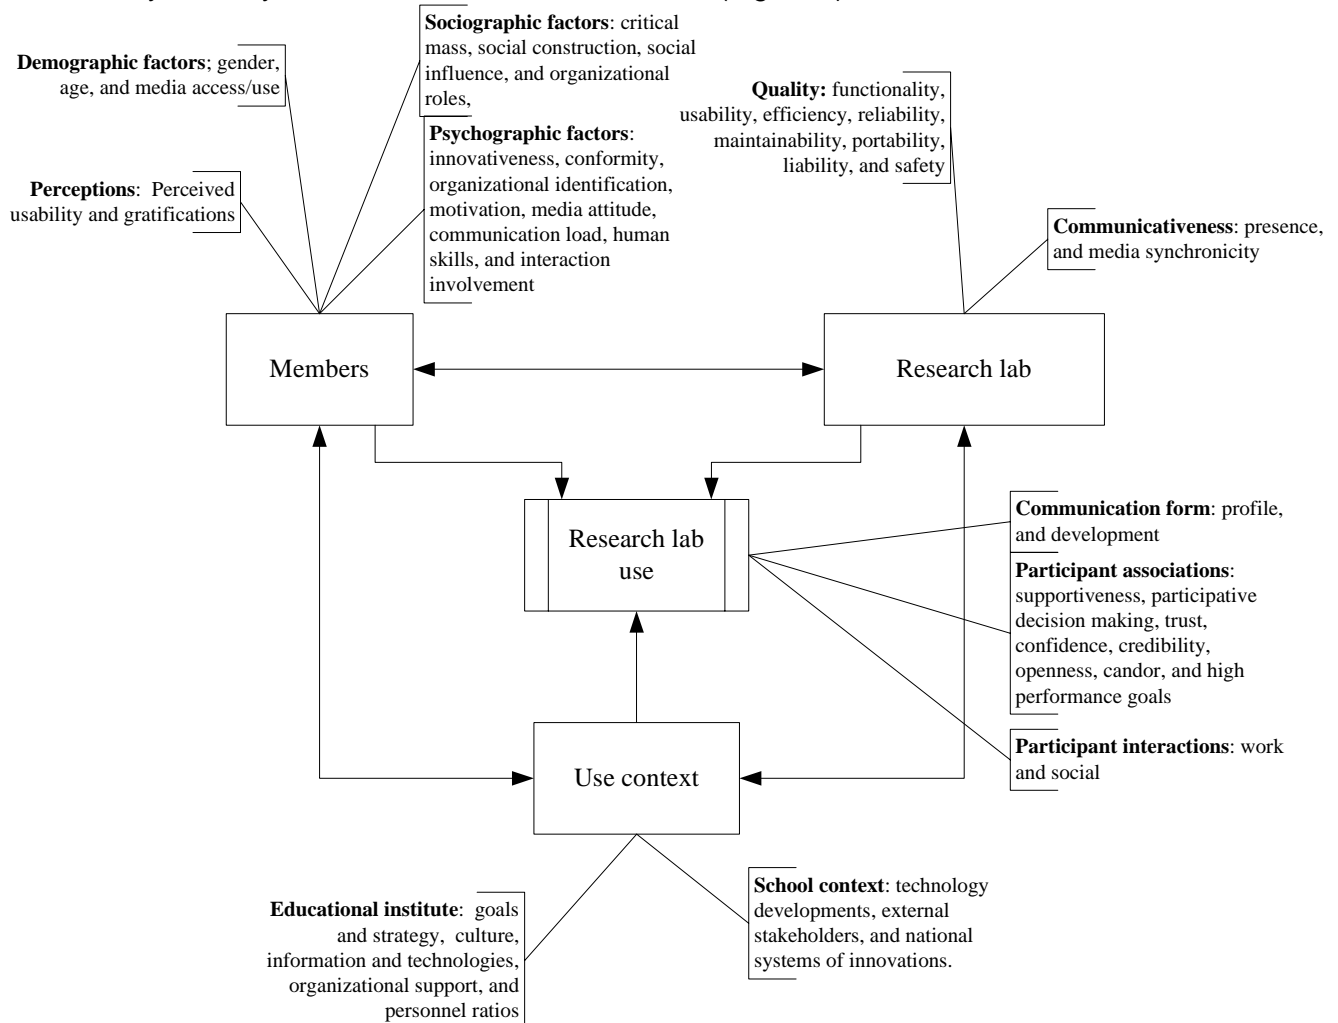 Sociographic factors: critical
mass, social construction, social
influence, and organizational
roles,
Demographic factors; gender,
age, and media access/use
Quality: functionality,
usability, efficiency, reliability,
maintainability, portability,
liability, and safety
Psychographic factors:
innovativeness, conformity,
organizational identification,
motivation, media attitude,
communication load, human
skills, and interaction
involvement
Perceptions: Perceived
usability and gratifications
Communicativeness: presence,
and media synchronicity
Members
Research lab
Research lab
use
Communication form: profile,
and development
Participant associations:
supportiveness, participative
decision making, trust,
confidence, credibility,
openness, candor, and high
performance goals
Participant interactions: work
and social
Use context
School context: technology
developments, external
stakeholders, and national
systems of innovations.
Educational institute: goals
and strategy, culture,
information and technologies,
organizational support, and
personnel ratios